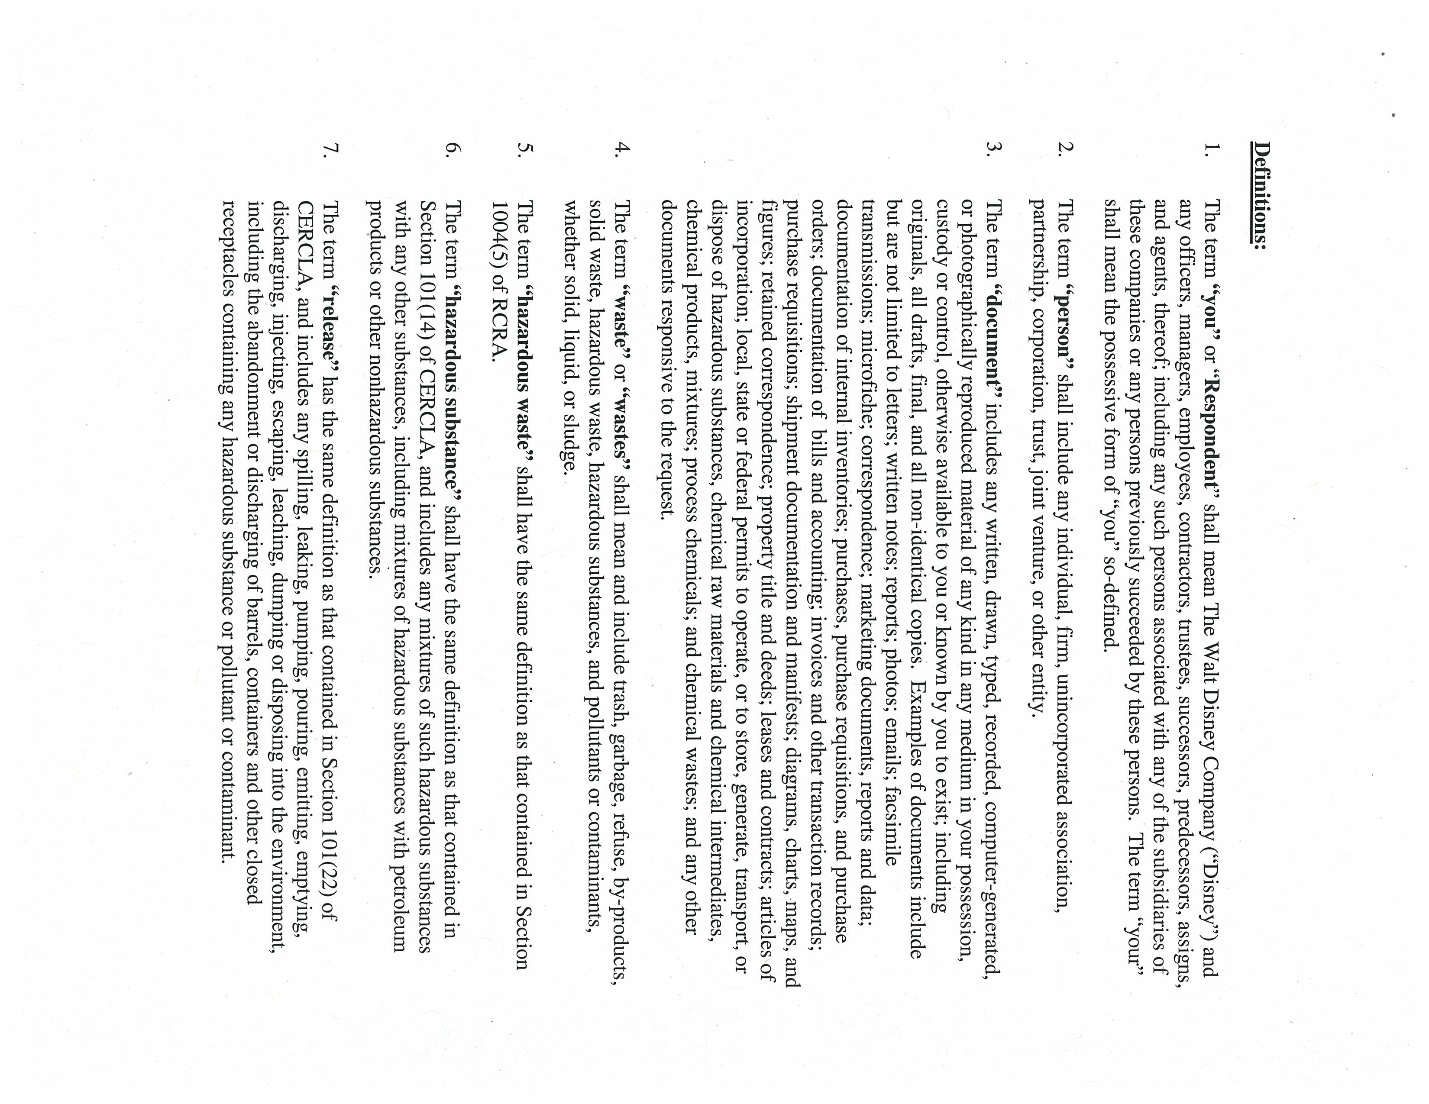 Definitions:
1. The term “you” or “Respondent” shall mean The Walt Disney Company (“Disney”) and
any officers, managers, employees, contractors, trustees, successors, predecessors, assigns,
and agents, thereof; including any such persons associated with any of the subsidiaries of
these companies or any persons previously succeeded by these persons. The term “your”
shall mean the possessive form of “you” so-defined.
2. The term “person” shall include any individual, firm, unincorporated association,
partnership, corporation, trust, joint venture, or other entity.
3. The term “document” includes any written, drawn, typed, recorded, computer-generated,
or photographically reproduced material of any kind in any medium in your possession,
custody or control, otherwise available to you or known by you to exist; including
originals, all drafts, final, and all non-identical copies. Examples of documents include
but are not limited to letters; written notes; reports; photos; emails; facsimile
transmissions; microfiche; correspondence; marketing documents, reports and data;
documentation of internal inventories; purchases, purchase requisitions, and purchase
orders; documentation of bills and accounting; invoices and other transaction records;
purchase requisitions; shipment documentation and manifests; diagrams, charts, maps, and
figures; retained correspondence; property title and deeds; leases and contracts; articles of
incorporation; local, state or federal permits to operate, or to store, generate, transport, or
dispose of hazardous substances, chemical raw materials and chemical intermediates,
chemical products, mixtures; process chemicals; and chemical wastes; and any other
documents responsive to the request.
4. The term “waste” or “wastes” shall mean and include trash, garbage, refuse, by-products,
solid waste, hazardous waste, hazardous substances, and pollutants or contaminants,
whether solid, liquid, or sludge.
5. The term “hazardous waste” shall have the same definition as that contained in Section
1004(5) of RCRA.
6. The term “hazardous substance” shall have the same definition as that contained in
Section 101(14) of CERCLA, and includes any mixtures of such hazardous substances
with any other substances, including mixtures of hazardous substances with petroleum
products or other nonhazardous substances.
7. The term “release” has the same definition as that contained in Section 101(22) of
CERCLA, and includes any spilling, leaking, pumping, pouring, emitting, emptying,
discharging, injecting, escaping, leaching, dumping or disposing into the environment,
including the abandonment or discharging of barrels, containers and other closed
receptacles containing any hazardous substance or pollutant or contaminant.